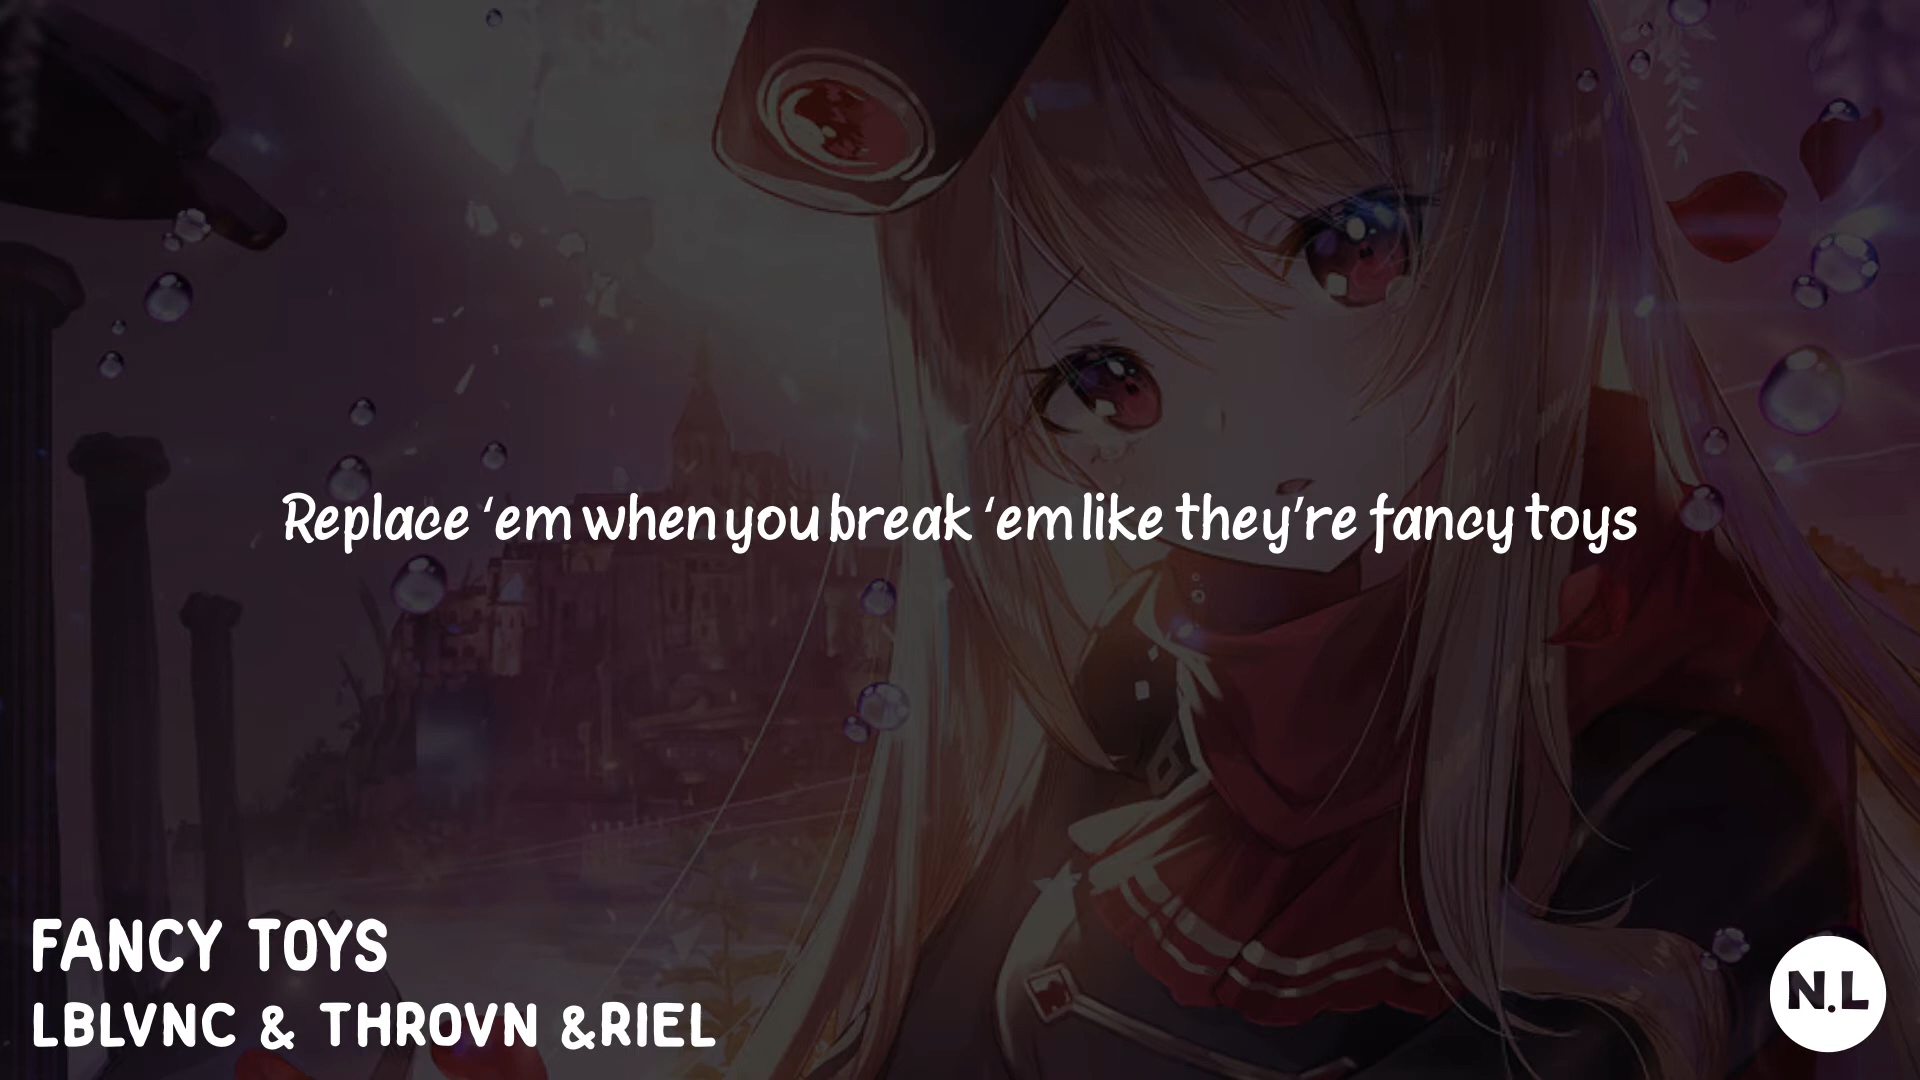 Replace ‘em when you break ‘em like they’re fancy toys
FANCY TOYS
LBLVNC & THROVN &RIEL
N.L